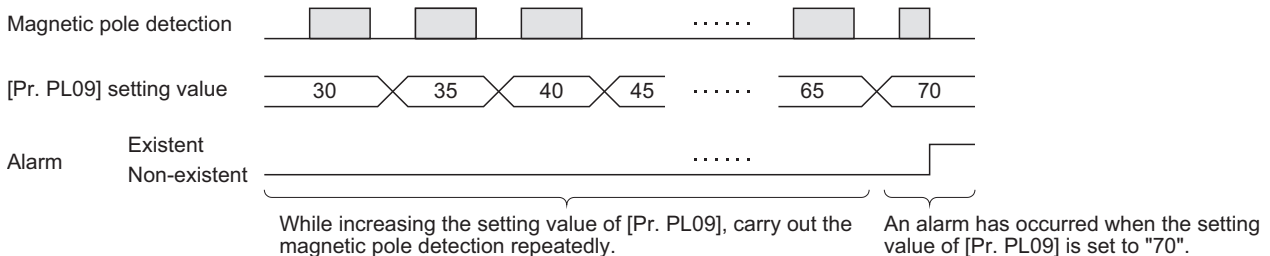 Magnetic pole detection
......
[Pr. PL09] setting value
30 35 40 45 ...... 65 70
Alarm
Existent
Non-existent
......
While increasing the setting value of [Pr. PL09], carry out the
magnetic pole detection repeatedly.
An alarm has occurred when the setting
value of [Pr. PL09] is set to "70".